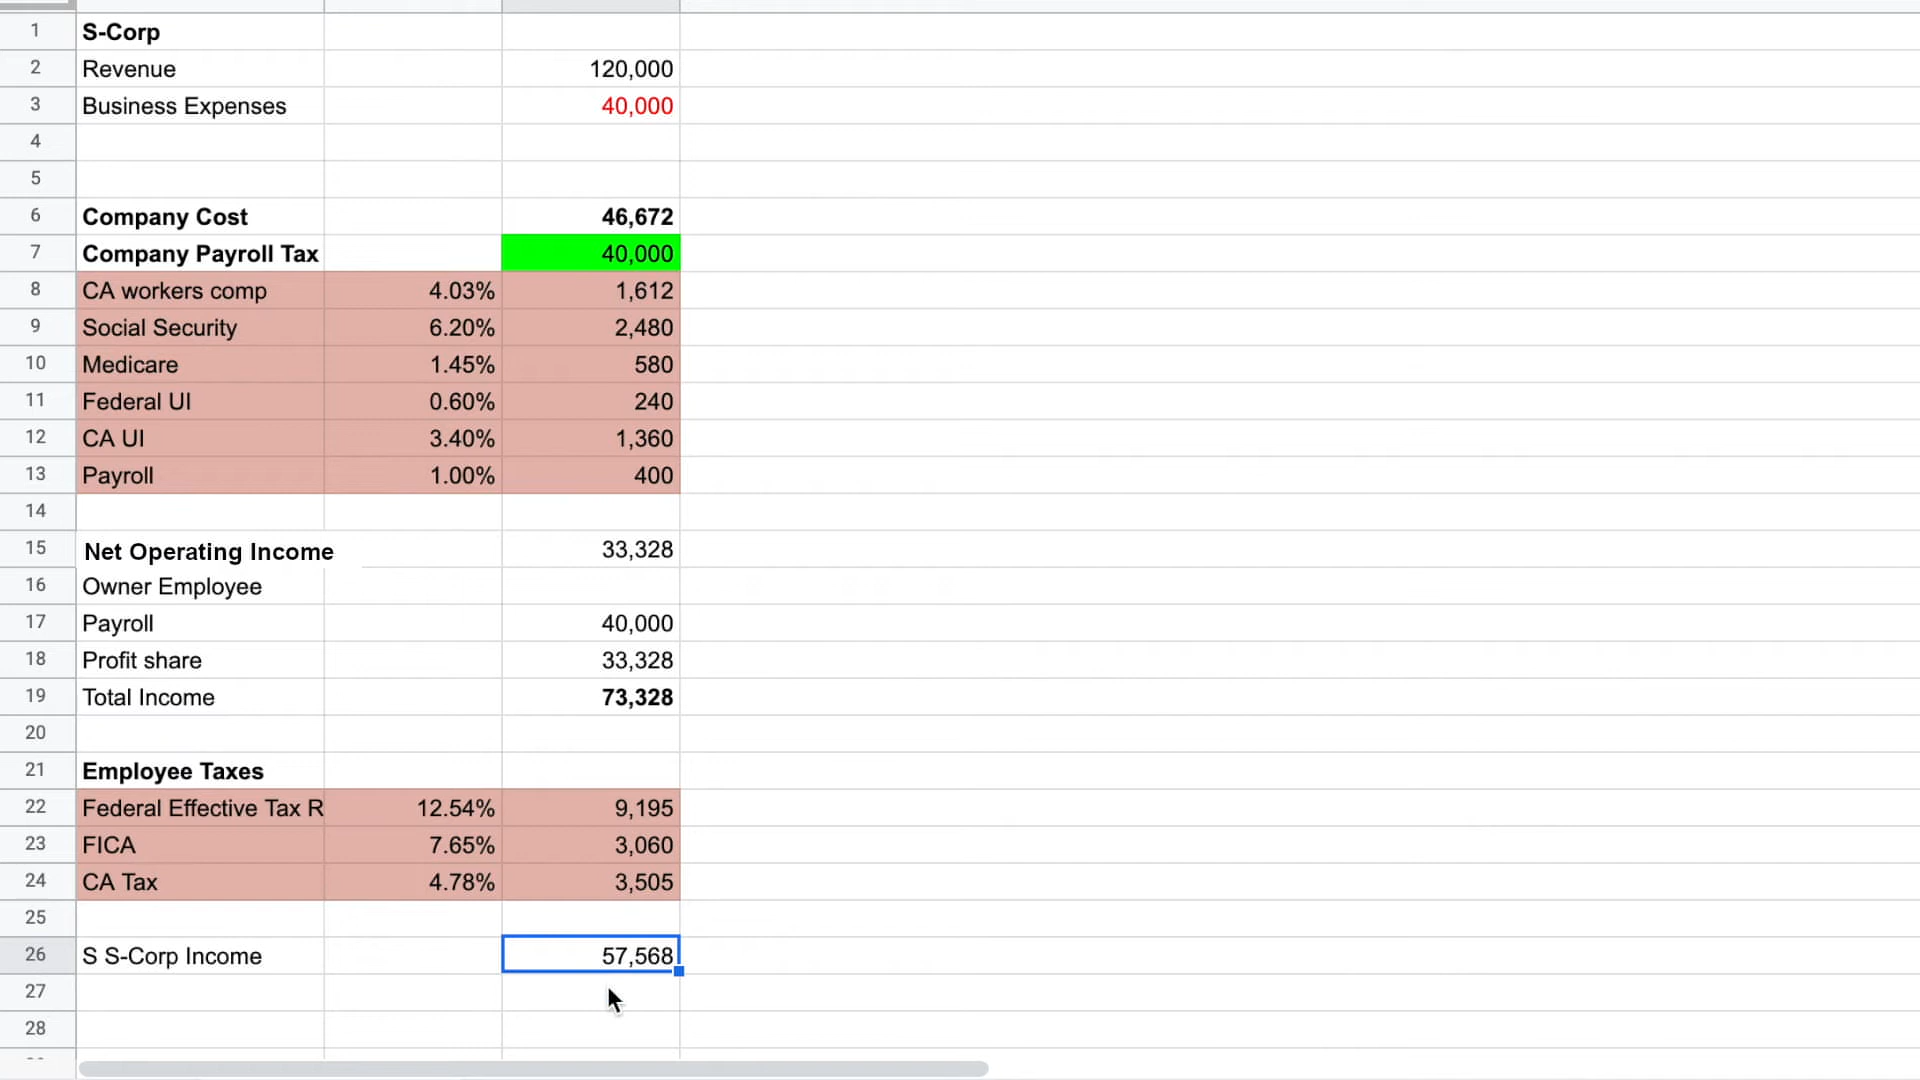 1 S-Corp
2 Revenue 120,000
3 Business Expenses 40,000
4
5
6 Company Cost 46,672
7 Company Payroll Tax 40,000
8 CA workers comp 4.03% 1,612
9 Social Security 6.20% 2,480
10 Medicare 1.45% 580
11 Federal UI 0.60% 240
12 CA UI 3.40% 1,360
13 Payroll 1.00% 400
14
15 Net Operating Income 33,328
16 Owner Employee
17 Payroll 40,000
18 Profit share 33,328
19 Total Income 73,328
20
21 Employee Taxes
22 Federal Effective Tax R 12.54% 9,195
23 FICA 7.65% 3,060
24 CA Tax 4.78% 3,505
25
26 S S-Corp Income 57,568
27
28